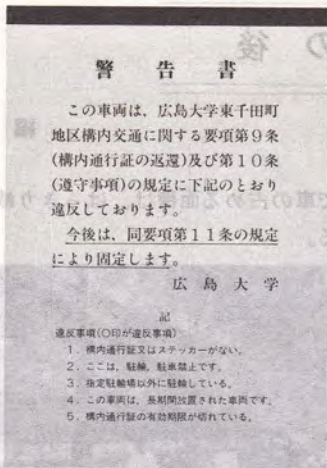 の 後
警 告 書
この車両は、広島大学東千田町
地区構内交通に関する要項第９条
(構内通行証の返還)及び第１０条
(遵守事項)の規定に下記のとおり
違反しております。
今後は、同要項第１１条の規定
により固定します。
広 島 大 学
記
違反事項(〇印が違反事項)
１．構内通行証又はステッカーがない。
２．ここは、駐輪、駐車禁止です。
３．指定駐輪場以外に駐輪している。
４．この車両は、長期間放置された車両です。
５．構内通行証の有効期限が切れている。